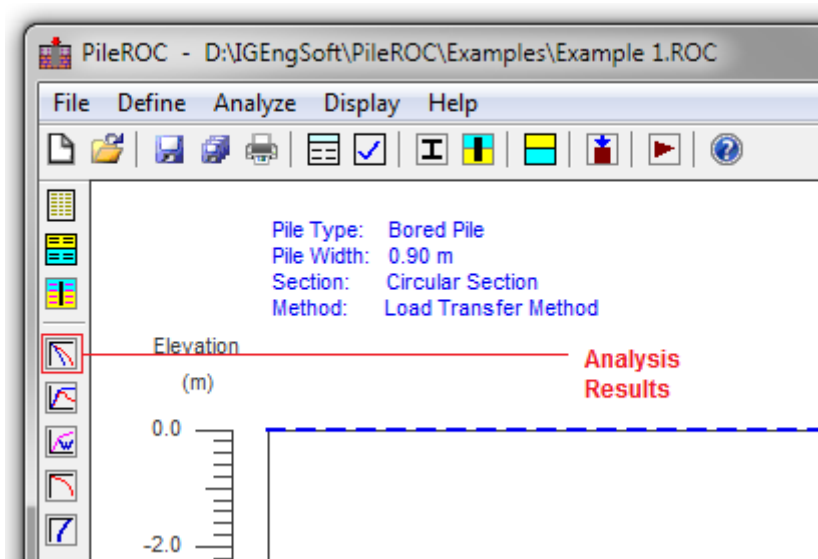 PileROC - D:\IGEngSoft\PileROC\Examples\Example 1.ROC
File Define Analyze Display Help
Pile Type: Bored Pile
Pile Width: 0.90 m
Section: Circular Section
Method: Load Transfer Method
Elevation
(m)
Analysis
Results
0.0
-2.0